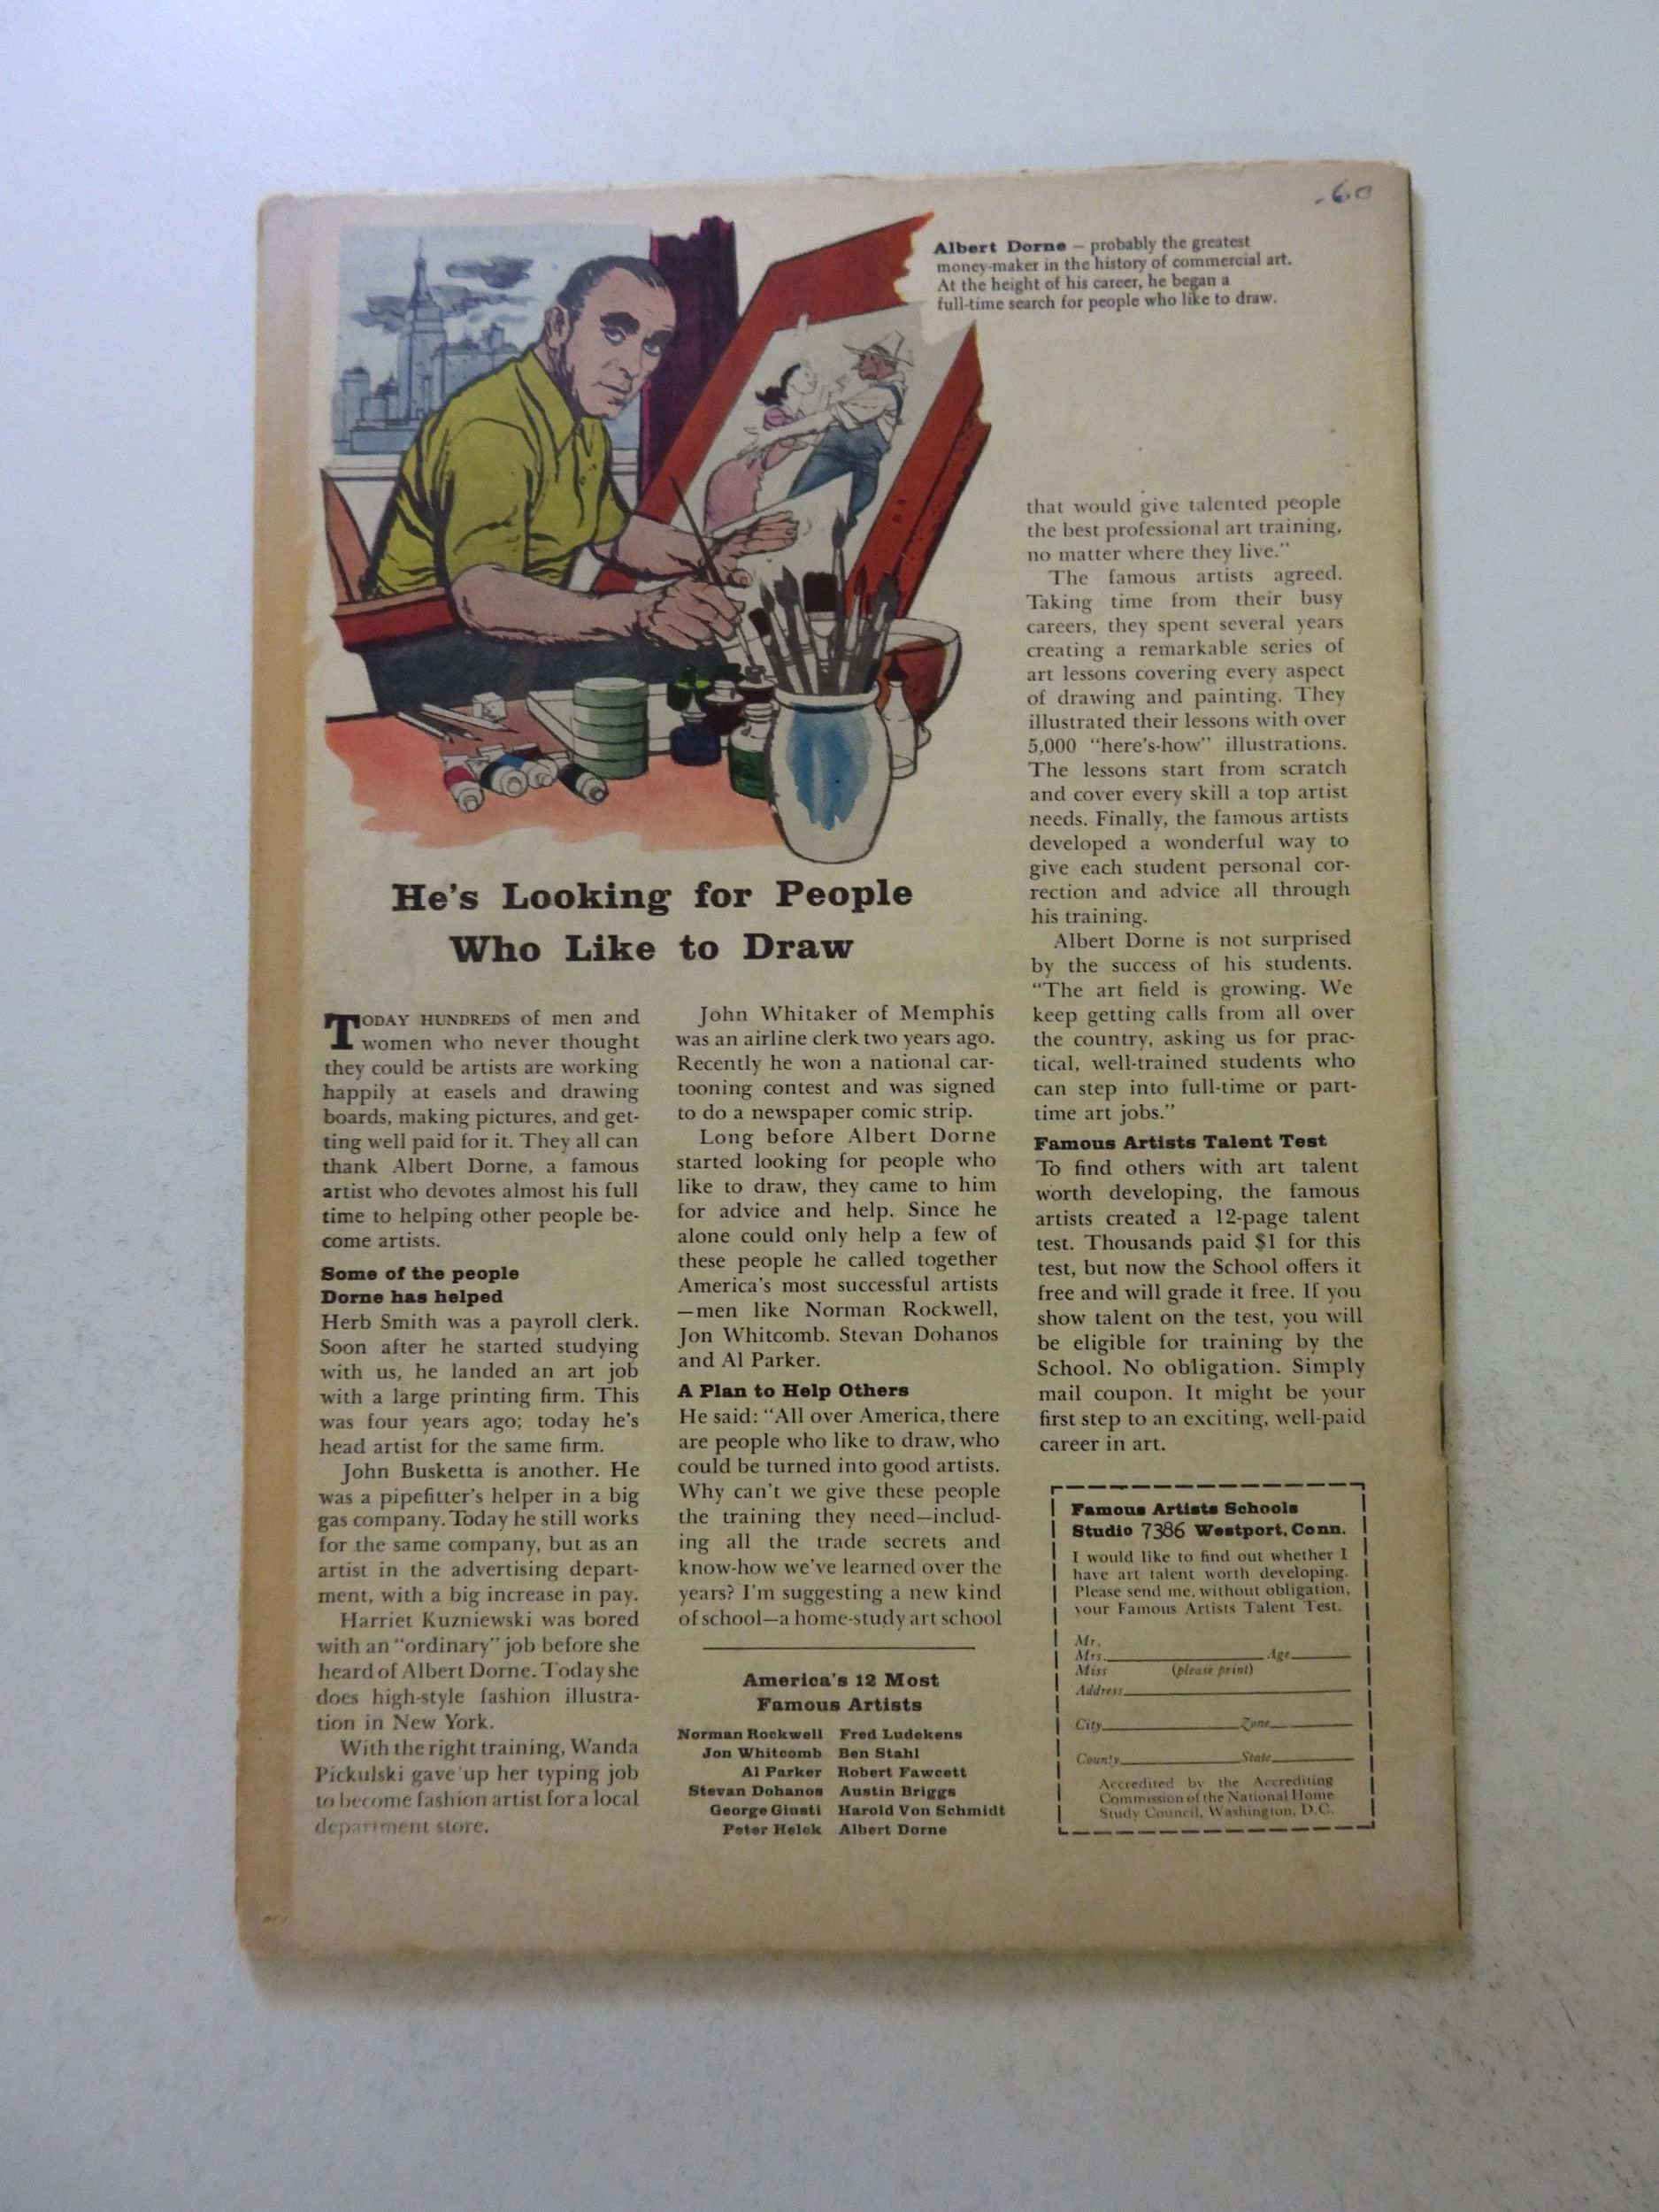 .60
Albert Dorne – probably the greatest
money-maker in the history of commercial art.
At the height of his career, he began a
full-time search for people who like to draw.
He's Looking for People
Who Like to Draw
TODAY HUNDREDS of men and
women who never thought
they could be artists are working
happily at easels and drawing
boards, making pictures, and get-
ting well paid for it. They all can
thank Albert Dorne, a famous
artist who devotes almost his full
time to helping other people be-
come artists.
Some of the people
Dorne has helped
Herb Smith was a payroll clerk.
Soon after he started studying
with us, he landed an art job
with a large printing firm. This
was four years ago; today he's
head artist for the same firm.
John Busketta is another. He
was a pipefitter's helper in a big
gas company. Today he still works
for the same company, but as an
artist in the advertising depart-
ment, with a big increase in pay.
Harriet Kuzniewski was bored
with an "ordinary" job before she
heard of Albert Dorne. Today she
does high-style fashion illustra-
tion in New York.
With the right training, Wanda
Pickulski gave up her typing job
to become fashion artist for a local
department store.
John Whitaker of Memphis
was an airline clerk two years ago.
Recently he won a national car-
tooning contest and was signed
to do a newspaper comic strip.
Long before Albert Dorne
started looking for people who
like to draw, they came to him
for advice and help. Since he
alone could only help a few of
these people he called together
America's most successful artists
—men like Norman Rockwell,
Jon Whitcomb. Stevan Dohanos
and Al Parker.
A Plan to Help Others
He said: "All over America, there
are people who like to draw, who
could be turned into good artists.
Why can't we give these people
the training they need—includ-
ing all the trade secrets and
know-how we've learned over the
years? I'm suggesting a new kind
of school—a home-study art school
America's 12 Most
Famous Artists
Norman Rockwell Fred Ludekens
Jon Whitcomb Ben Stahl
Al Parker Robert Fawcett
Stevan Dohanos Austin Briggs
George Giusti Harold Von Schmidt
Peter Helck Albert Dorne
that would give talented people
the best professional art training,
no matter where they live."
The famous artists agreed.
Taking time from their busy
careers, they spent several years
creating a remarkable series of
art lessons covering every aspect
of drawing and painting. They
illustrated their lessons with over
5,000 "here's-how" illustrations.
The lessons start from scratch
and cover every skill a top artist
needs. Finally, the famous artists
developed a wonderful way to
give each student personal cor-
rection and advice all through
his training.
Albert Dorne is not surprised
by the success of his students.
"The art field is growing. We
keep getting calls from all over
the country, asking us for prac-
tical, well-trained students who
can step into full-time or part-
time art jobs."
Famous Artists Talent Test
To find others with art talent
worth developing, the famous
artists created a 12-page talent
test. Thousands paid $1 for this
test, but now the School offers it
free and will grade it free. If you
show talent on the test, you will
be eligible for training by the
School. No obligation. Simply
mail coupon. It might be your
first step to an exciting, well-paid
career in art.
Famous Artists Schools
Studio 7386 Westport, Conn.
I would like to find out whether I
have art talent worth developing.
Please send me, without obligation,
your Famous Artists Talent Test.
Mr.
Mrs. Age
Miss (please print)
Address
City Zone
County State
Accredited by the Accrediting
Commission of the National Home
Study Council, Washington, D.C.